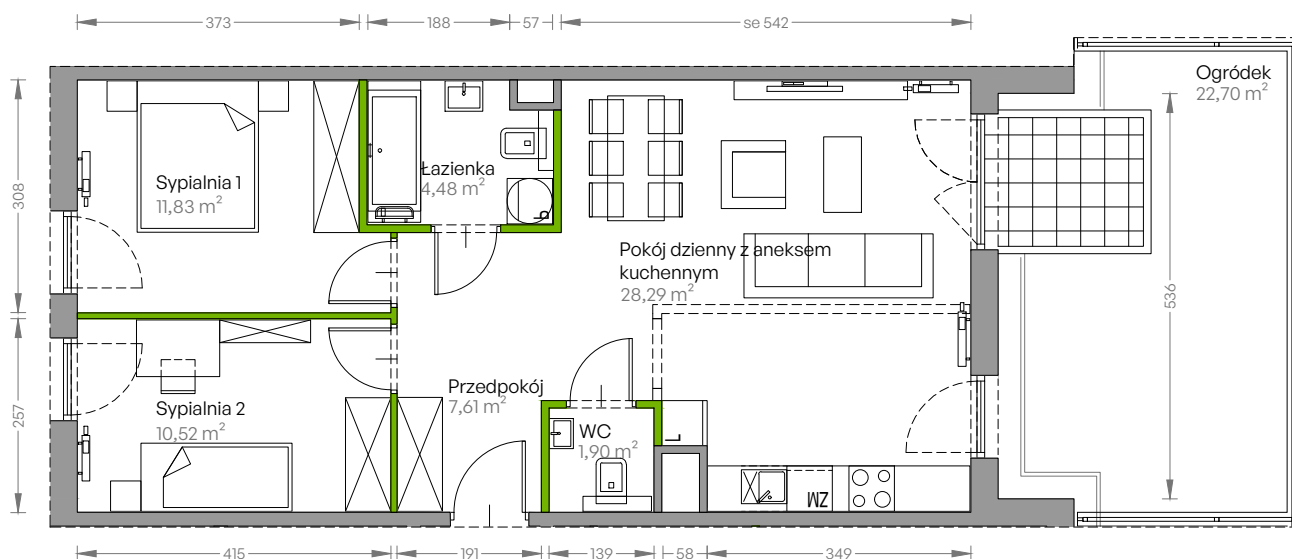 373
188
57
se 542
Ogródek
22,70 m²
308
Sypialnia 1
11,83 m²
Łazienka
4,48 m²
p
Pokój dzienny z aneksem
kuchennym
28,29 m²
536
257
Sypialnia 2
10,52 m²
Przedpokój
7,61 m²
WC
1,90 m²
L
ZM
415
191
139
58
349